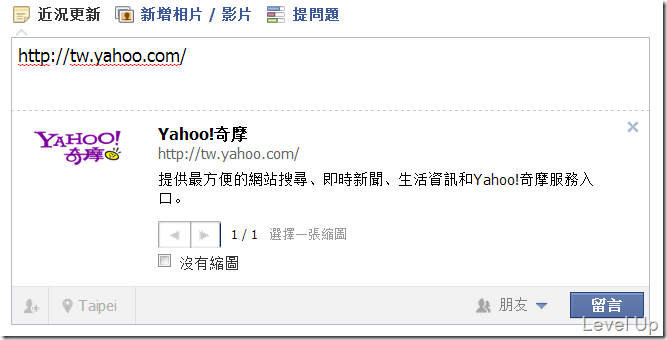 近況更新 新增相片 / 影片 提問題
http://tw.yahoo.com/
YAHOO!
奇摩
Yahoo!奇摩
http://tw.yahoo.com/
提供最方便的網站搜尋、即時新聞、生活資訊和Yahoo!奇摩服務入
口。
1 / 1 選擇一張縮圖
沒有縮圖
Taipei 朋友 留言
Level Up